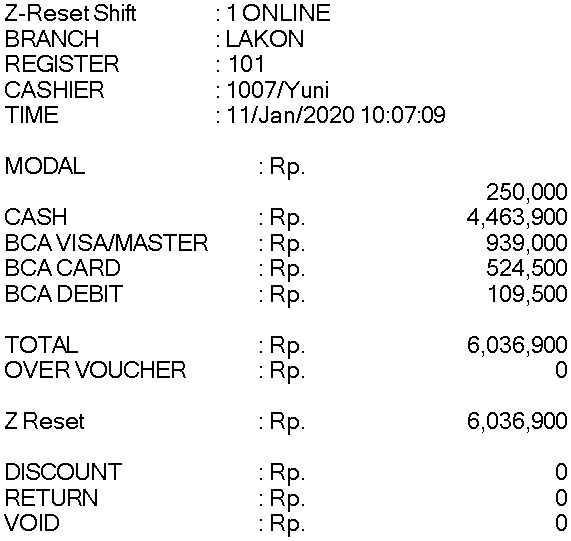 Z-Reset Shift : 1 ONLINE
BRANCH : LAKON
REGISTER : 101
CASHIER : 1007/Yuni
TIME : 11/Jan/2020 10:07:09
MODAL : Rp.
250,000
CASH : Rp. 4,463,900
BCA VISA/MASTER : Rp. 939,000
BCA CARD : Rp. 524,500
BCA DEBIT : Rp. 109,500
TOTAL : Rp. 6,036,900
OVER VOUCHER : Rp. 0
Z Reset : Rp. 6,036,900
DISCOUNT : Rp. 0
RETURN : Rp. 0
VOID : Rp. 0